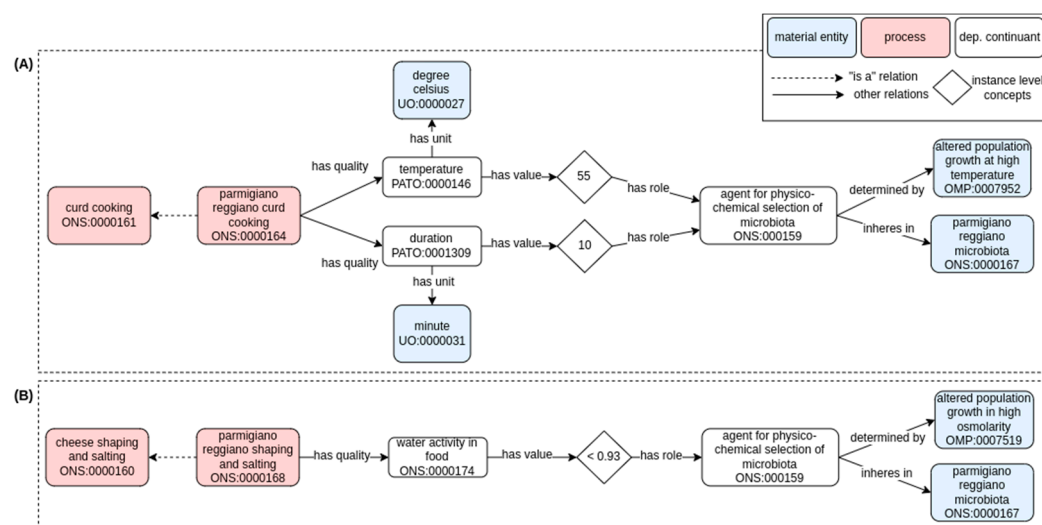 material entity
process
dep. continuant
"is a" relation
other relations
instance level
concepts
(A)
degree
celsius
UO:0000027
has unit
has quality
temperature
PATO:0000146
has value
55
has role
altered population
growth at high
temperature
OMP:0007952
determined by
curd cooking
ONS:0000161
parmigiano
reggiano curd
cooking
ONS:0000164
agent for physico-
chemical selection of
microbiota
ONS:000159
duration
PATO:0001309
has value
10
has role
inheres in
parmigiano
reggiano
microbiota
ONS:0000167
has quality
has unit
minute
UO:0000031
(B)
cheese shaping
and salting
ONS:0000160
parmigiano
reggiano shaping
and salting
ONS:0000168
has quality
water activity in
food
ONS:0000174
has value
< 0.93
has role
agent for physico-
chemical selection of
microbiota
ONS:000159
determined by
altered population
growth in high
osmolarity
OMP:0007519
inheres in
parmigiano
reggiano
microbiota
ONS:0000167